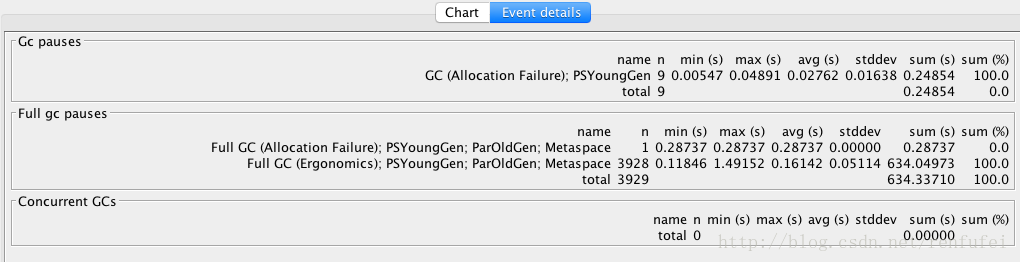 Chart Event details
Gc pauses
name n min (s) max (s) avg (s) stddev sum (s) sum (%)
GC (Allocation Failure); PSYoungGen 9 0.00547 0.04891 0.02762 0.01638 0.24854 100.0
total 9 0.24854 0.0
Full gc pauses
name n min (s) max (s) avg (s) stddev sum (s) sum (%)
Full GC (Allocation Failure); PSYoungGen; ParOldGen; Metaspace 1 0.28737 0.28737 0.28737 0.00000 0.28737 0.0
Full GC (Ergonomics); PSYoungGen; ParOldGen; Metaspace 3928 0.11846 1.49152 0.16142 0.05114 634.04973 100.0
total 3929 634.33710 100.0
Concurrent GCs
name n min (s) max (s) avg (s) stddev sum (s) sum (%)
total 0 0.00000
http://blog.csdn.net/renfufei